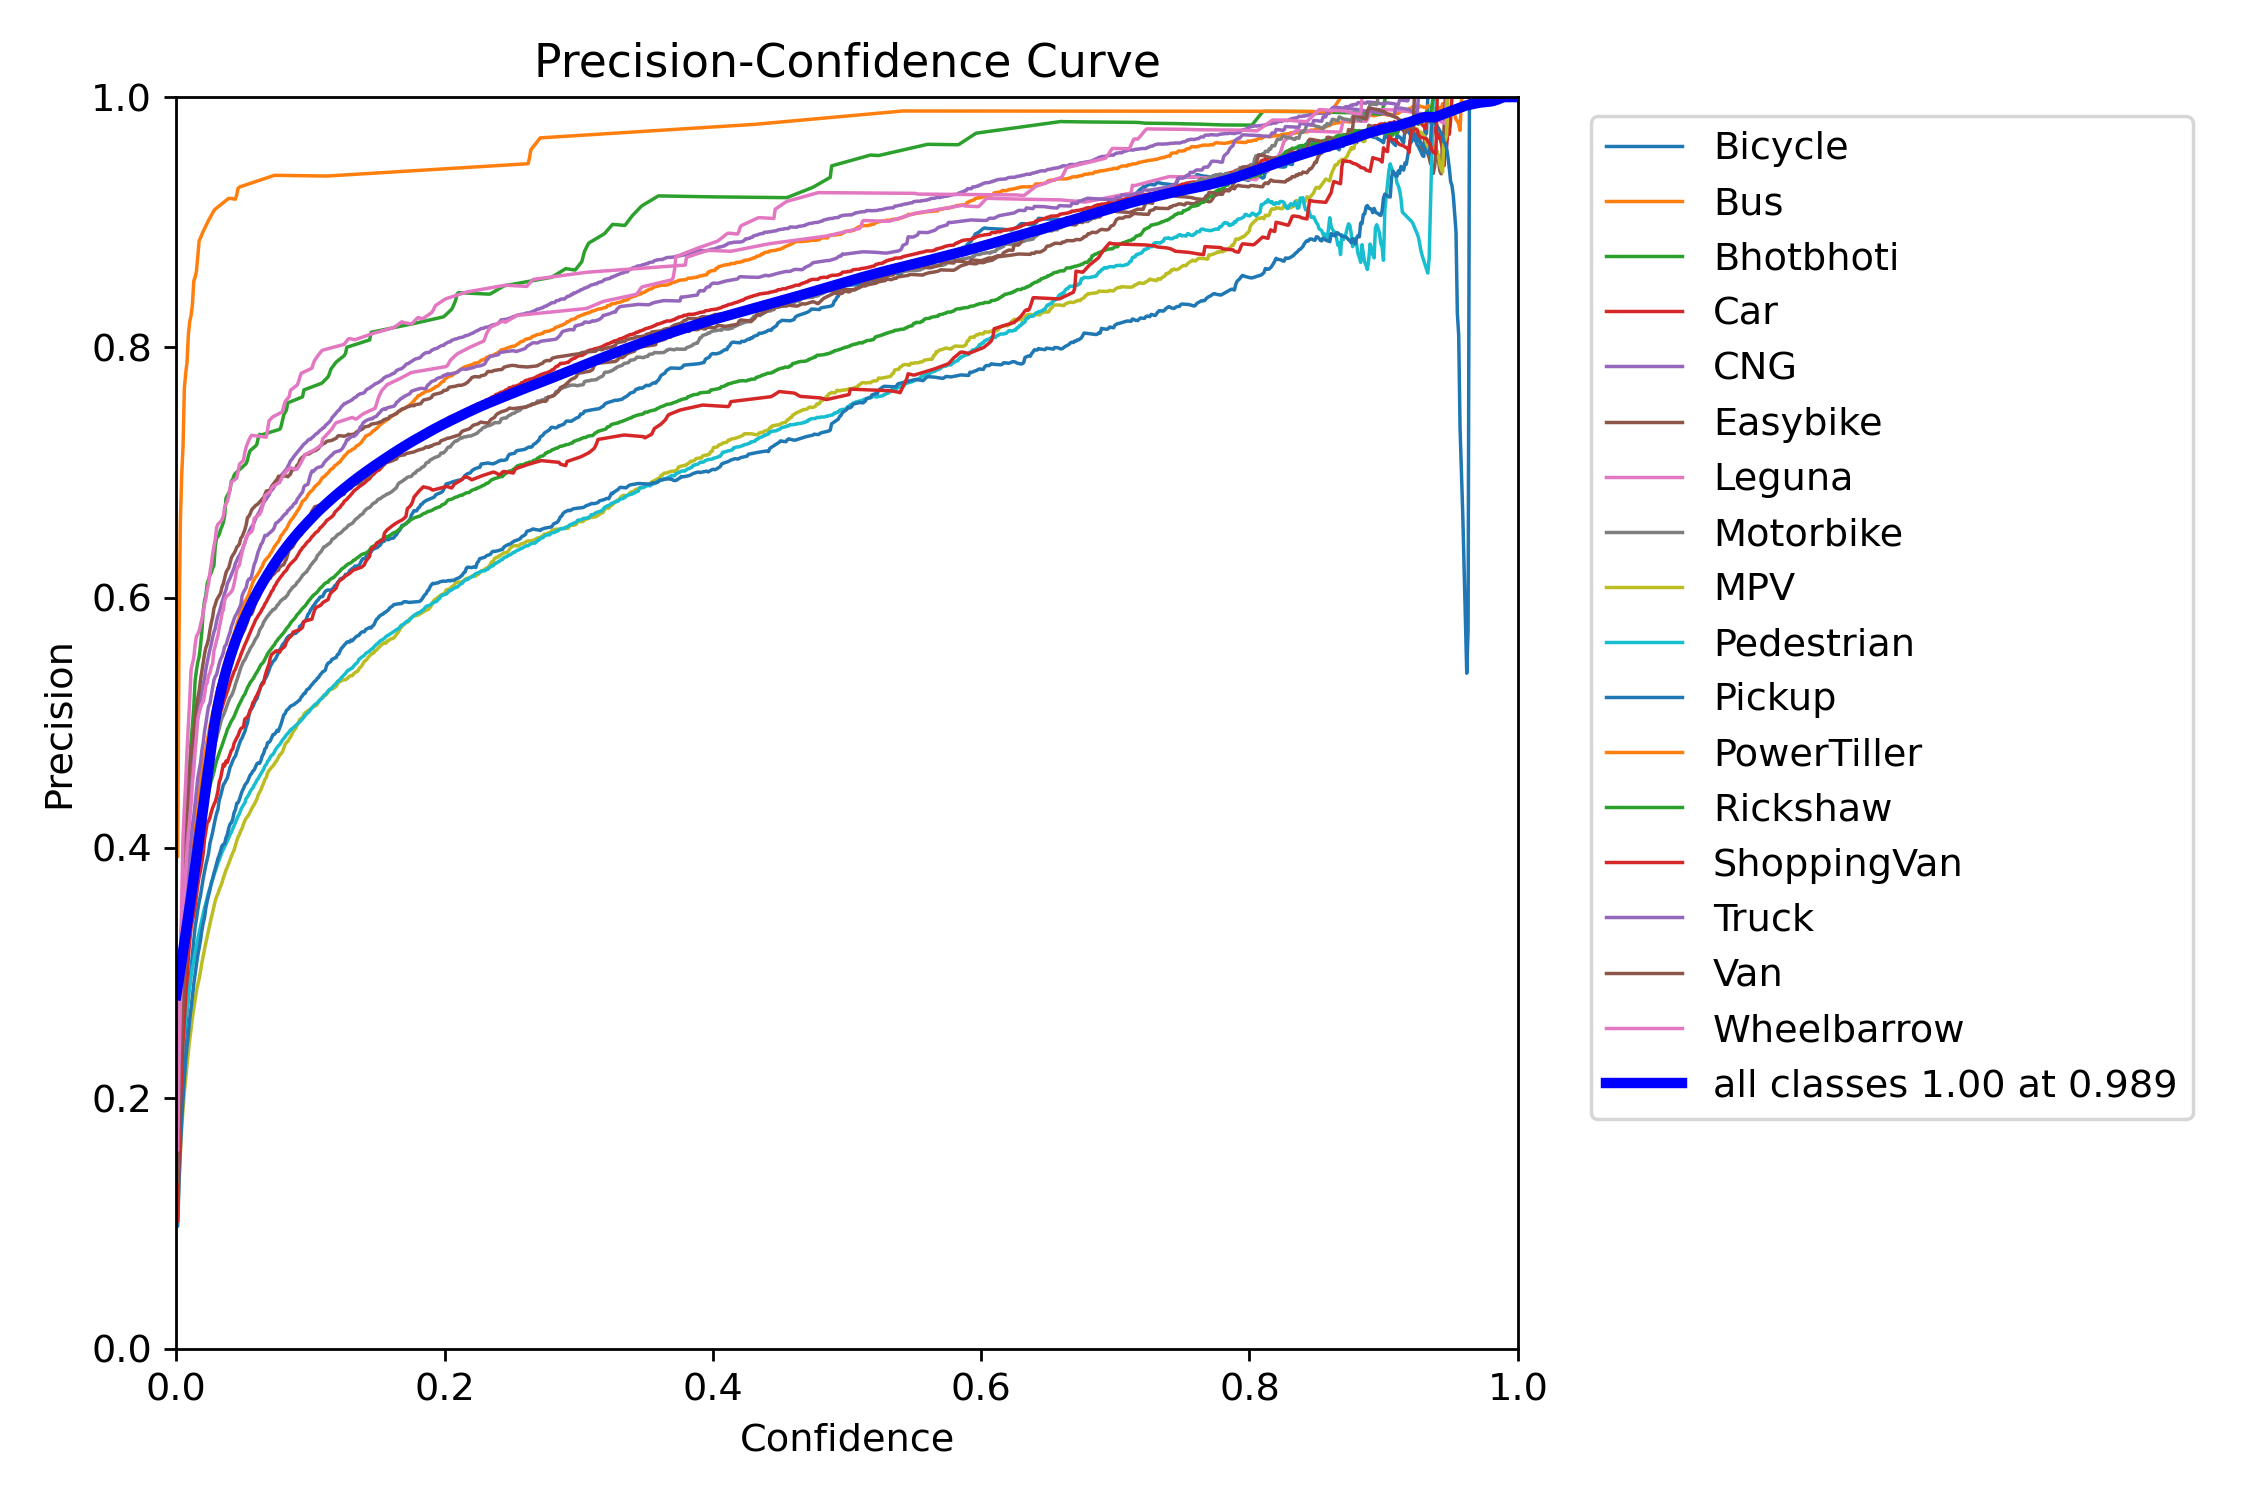 Precision-Confidence Curve
1.0
0.8
0.6
0.4
0.2
0.0
Precision
0.0 0.2 0.4 0.6 0.8 1.0
Confidence
Bicycle
Bus
Bhotbhoti
Car
CNG
Easybike
Leguna
Motorbike
MPV
Pedestrian
Pickup
PowerTiller
Rickshaw
ShoppingVan
Truck
Van
Wheelbarrow
all classes 1.00 at 0.989